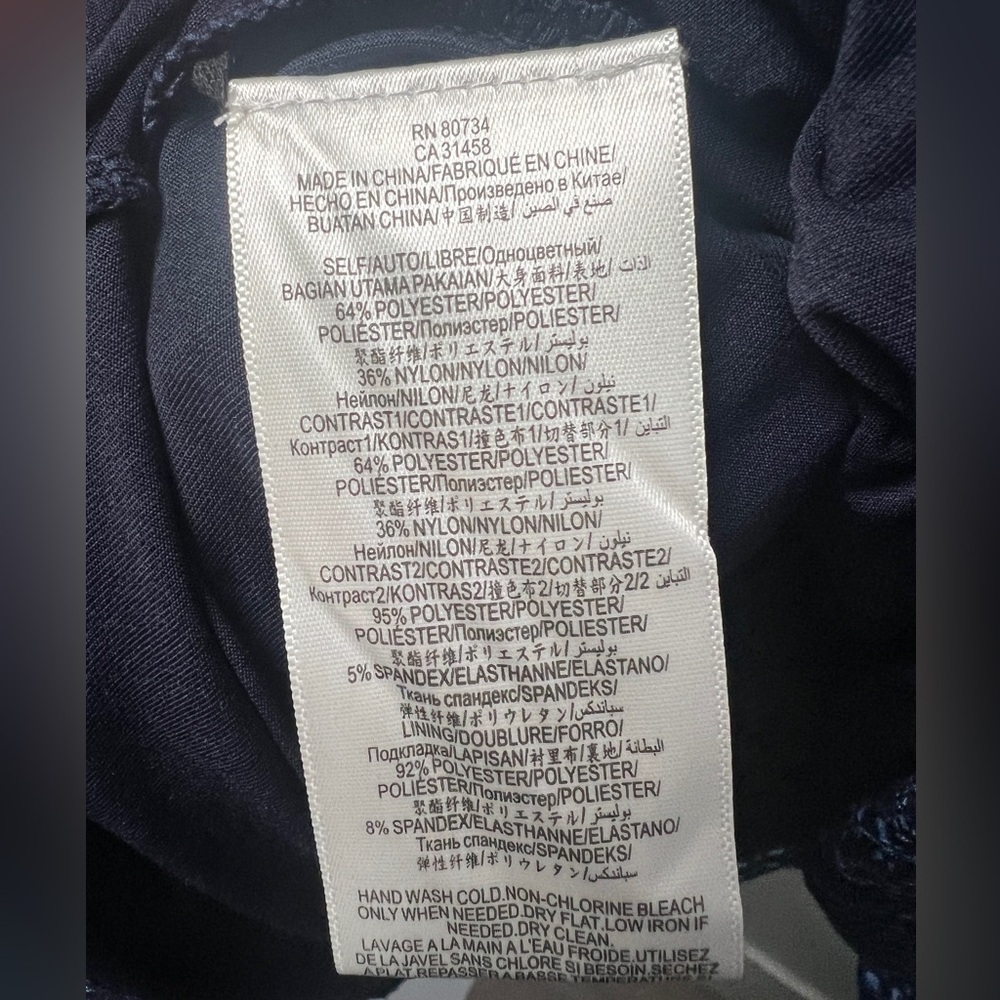 RN 80734
CA 31458
MADE IN CHINA/FABRIQUÉ EN CHINE/
HECHO EN CHINA/Произведено в Китае/
BUATAN CHINA/中国制造/ صنع في الصين
SELF/AUTO/LIBRE/Одноцветный/
BAGIAN UTAMA PAKAIAN/大身面料/表地/ الذات
64% POLYESTER/POLYESTER/
POLIÉSTER/Полиэстер/POLIESTER/
聚酯纤维/ポリエステル/ بوليستر
36% NYLON/NYLON/NILON/
Нейлон/NILON/尼龙/ナイロン/ نيلون
CONTRAST1/CONTRASTE1/CONTRASTE1/
Контраст1/KONTRAS1/撞色布1/切替部分1/ التباين
64% POLYESTER/POLYESTER/
POLIÉSTER/Полиэстер/POLIESTER/
聚酯纤维/ポリエステル/ بوليستر
36% NYLON/NYLON/NILON/
Нейлон/NILON/尼龙/ナイロン/ نيلون
CONTRAST2/CONTRASTE2/CONTRASTE2/
Контраст2/KONTRAS2/撞色布2/切替部分2/ التباين 2
95% POLYESTER/POLYESTER/
POLIÉSTER/Полиэстер/POLIESTER/
聚酯纤维/ポリエステル/ بوليستر
5% SPANDEX/ELASTHANNE/ELASTANO/
Ткань спандекс/SPANDEKS/
弹性纤维/ポリウレタン/سباندكس
LINING/DOUBLURE/FORRO/
Подкладка/LAPISAN/衬里布/裏地/ البطانة
92% POLYESTER/POLYESTER/
POLIÉSTER/Полиэстер/POLIESTER/
聚酯纤维/ポリエステル/ بوليستر
8% SPANDEX/ELASTHANNE/ELASTANO/
Ткань спандекс/SPANDEKS/
弹性纤维/ポリウレタン/سباندكس
HAND WASH COLD.NON-CHLORINE BLEACH
ONLY WHEN NEEDED.DRY FLAT.LOW IRON IF
NEEDED.DRY CLEAN.
LAVAGE A LA MAIN A L'EAU FROIDE.UTILISEZ
DE LA JAVEL SANS CHLORE SI BESOIN.SECHEZ
A PLAT.REPASSER A BASSE TEMPERATURE SI